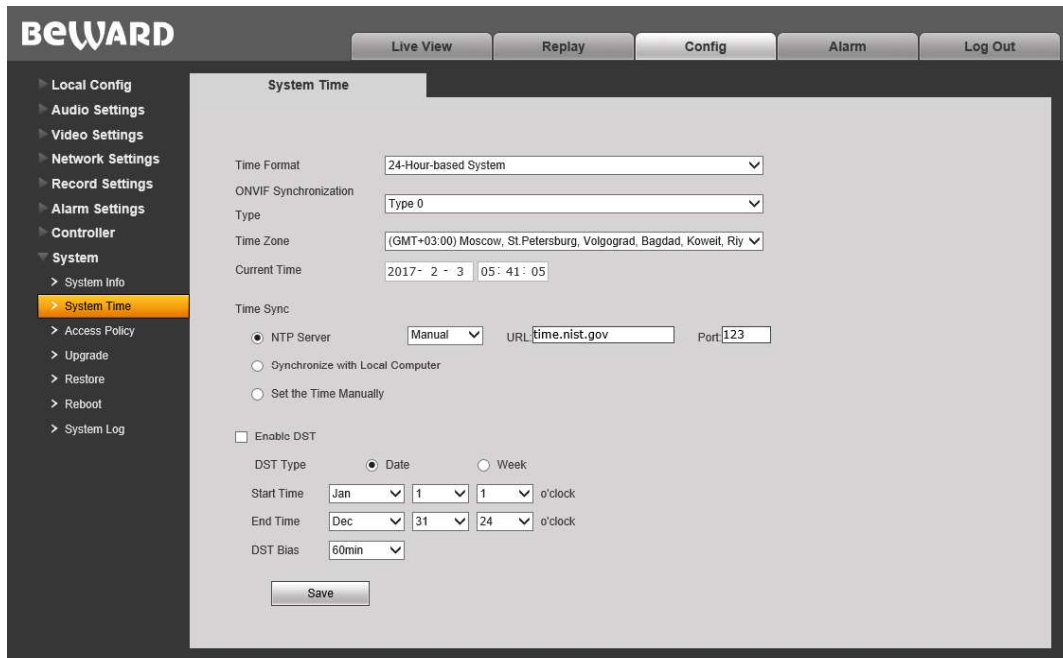 BEWARD
Live View Replay Config Alarm Log Out
Local Config
Audio Settings
Video Settings
Network Settings
Record Settings
Alarm Settings
Controller
System
> System Info
> System Time
> Access Policy
> Upgrade
> Restore
> Reboot
> System Log
System Time
Time Format 24-Hour-based System
ONVIF Synchronization
Type Type 0
Time Zone (GMT+03:00) Moscow, St.Petersburg, Volgograd, Bagdad, Koweit, Riy
Current Time 2017- 2 - 3 05: 41: 05
Time Sync
NTP Server Manual URL: time.nist.gov Port: 123
Synchronize with Local Computer
Set the Time Manually
Enable DST
DST Type Date Week
Start Time Jan 1 1 o'clock
End Time Dec 31 24 o'clock
DST Bias 60min
Save